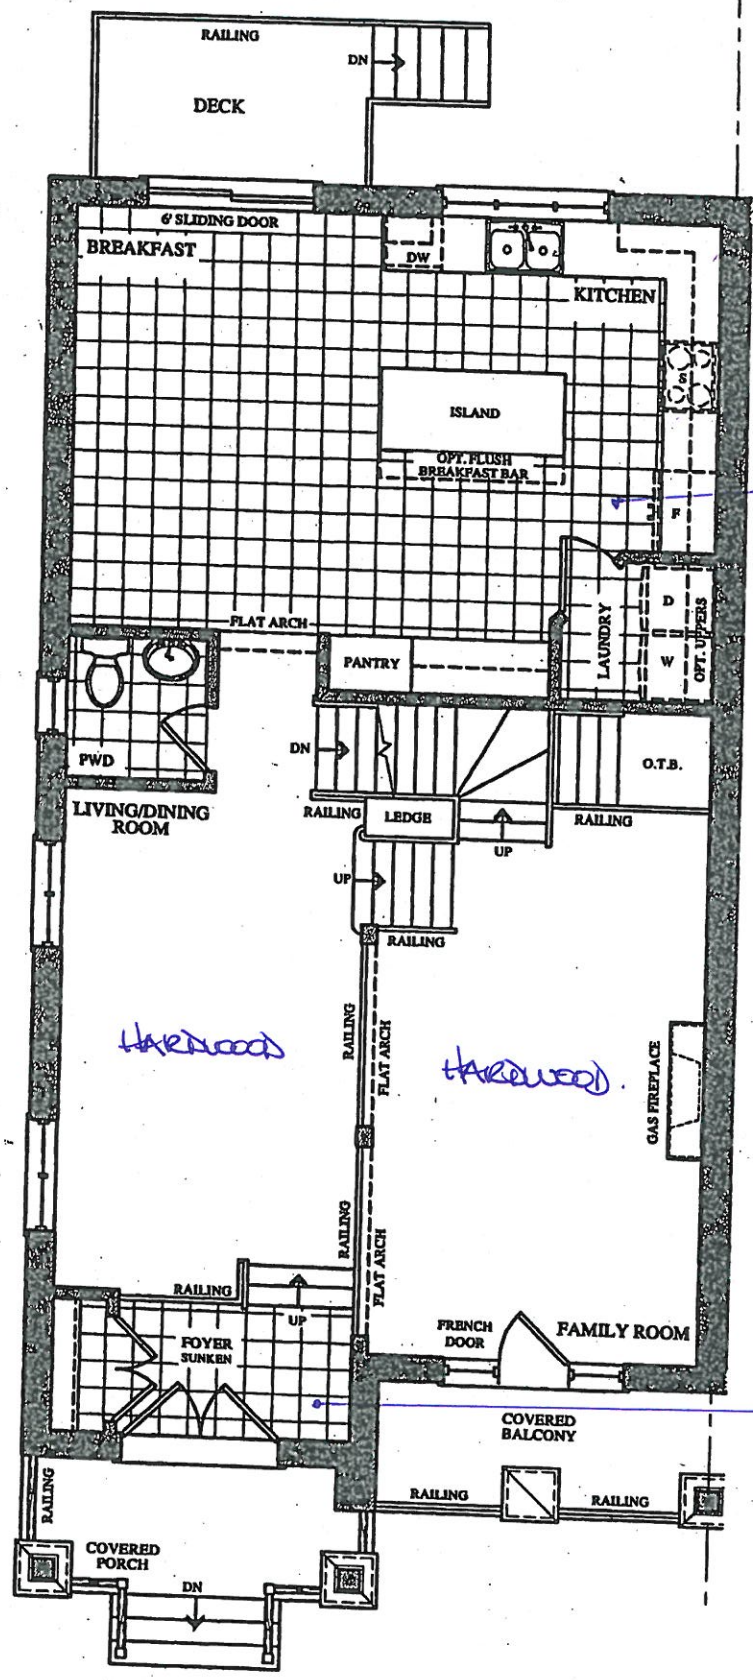 RAILING
DN
DECK
6' SLIDING DOOR
BREAKFAST
DW
KITCHEN
S
ISLAND
OPT. FLUSH
BREAKFAST BAR
F
FLAT ARCH
LAUNDRY
D
W
OPT. UPPERS
PANTRY
PWD
DN
O.T.B.
LIVING/DINING
ROOM
RAILING
LEDGE
UP
RAILING
UP
RAILING
RAILING
FLAT ARCH
HARDWOOD
HARDWOOD.
GAS FIREPLACE
RAILING
FLAT ARCH
RAILING
UP
FOYER
SUNKEN
FRENCH
DOOR
FAMILY ROOM
COVERED
BALCONY
RAILING
RAILING
RAILING
COVERED
PORCH
DN